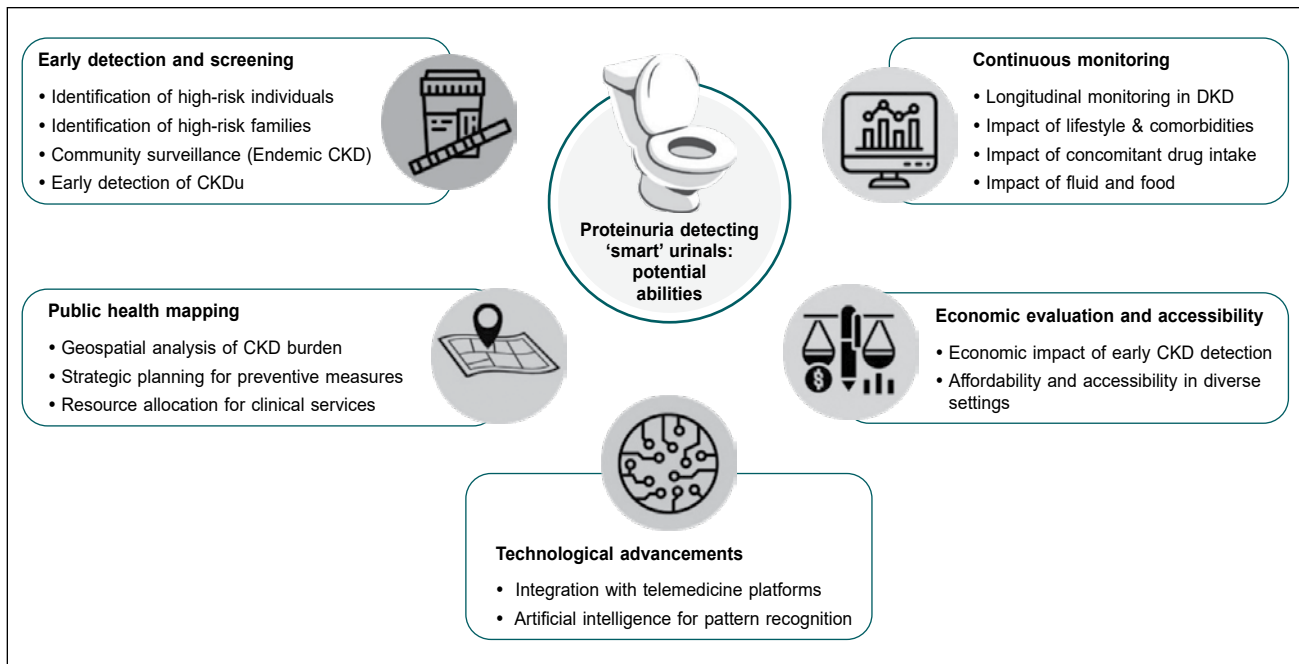 Early detection and screening
• Identification of high-risk individuals
• Identification of high-risk families
• Community surveillance (Endemic CKD)
• Early detection of CKDu
Proteinuria detecting
‘smart’ urinals:
potential
abilities
Continuous monitoring
• Longitudinal monitoring in DKD
• Impact of lifestyle & comorbidities
• Impact of concomitant drug intake
• Impact of fluid and food
Public health mapping
• Geospatial analysis of CKD burden
• Strategic planning for preventive measures
• Resource allocation for clinical services
Economic evaluation and accessibility
• Economic impact of early CKD detection
• Affordability and accessibility in diverse
settings
Technological advancements
• Integration with telemedicine platforms
• Artificial intelligence for pattern recognition